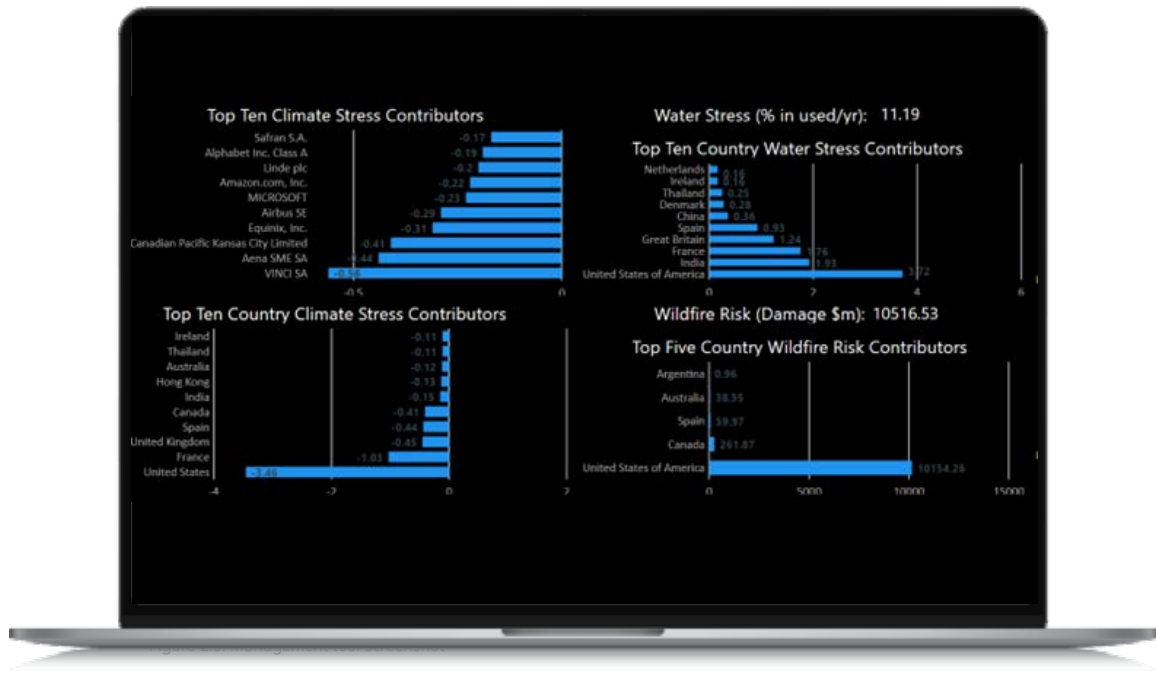 Top Ten Climate Stress Contributors
Safran S.A. -0.17
Alphabet Inc. Class A -0.19
Linde plc -0.2
Amazon.com, Inc. -0.22
MICROSOFT -0.23
Airbus SE -0.29
Equinix, Inc. -0.31
Canadian Pacific Kansas City Limited -0.41
Aena SME SA -0.44
VINCI SA -0.56
-0.5 0
Top Ten Country Climate Stress Contributors
Ireland -0.11
Thailand -0.11
Australia -0.12
Hong Kong -0.13
India -0.15
Canada -0.41
Spain -0.44
United Kingdom -0.45
France -1.03
United States -3.46
-4 -2 0 2
Water Stress (% in used/yr): 11.19
Top Ten Country Water Stress Contributors
Netherlands 0.16
Ireland 0.16
Thailand 0.25
Denmark 0.28
China 0.36
Spain 0.93
Great Britain 1.24
France 1.76
India 1.93
United States of America 3.72
0 2 4 6
Wildfire Risk (Damage $m): 10516.53
Top Five Country Wildfire Risk Contributors
Argentina 0.96
Australia 38.55
Spain 59.97
Canada 261.87
United States of America 10154.26
0 5000 10000 15000